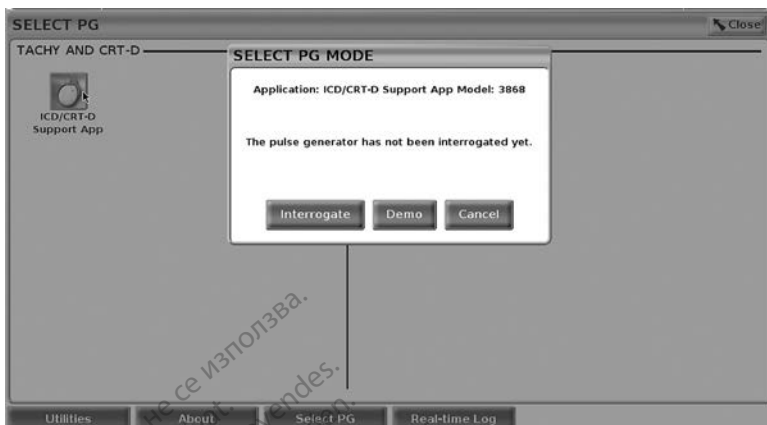 SELECT PG
Close
TACHY AND CRT-D
ICD/CRT-D
Support App
SELECT PG MODE
Application: ICD/CRT-D Support App Model: 3868
The pulse generator has not been interrogated yet.
Interrogate
Demo
Cancel
не се използва.
Utilities
About
Select PG
Real-time Log